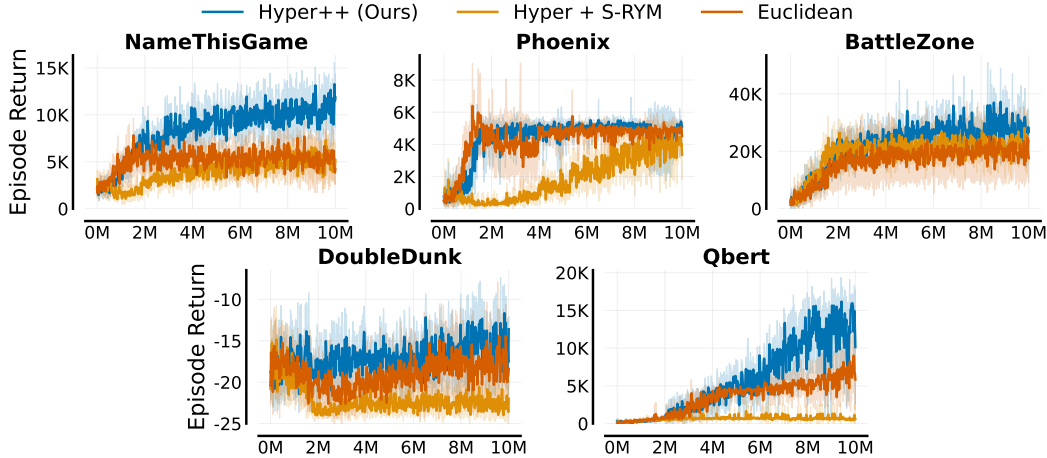 Hyper++ (Ours) Hyper + S-RYM Euclidean
NameThisGame Phoenix BattleZone
Episode Return
15K
10K
5K
0
0M 2M 4M 6M 8M 10M
8K
6K
4K
2K
0
0M 2M 4M 6M 8M 10M
40K
20K
0
0M 2M 4M 6M 8M 10M
DoubleDunk Qbert
Episode Return
-10
-15
-20
-25
0M 2M 4M 6M 8M 10M
20K
15K
10K
5K
0
0M 2M 4M 6M 8M 10M